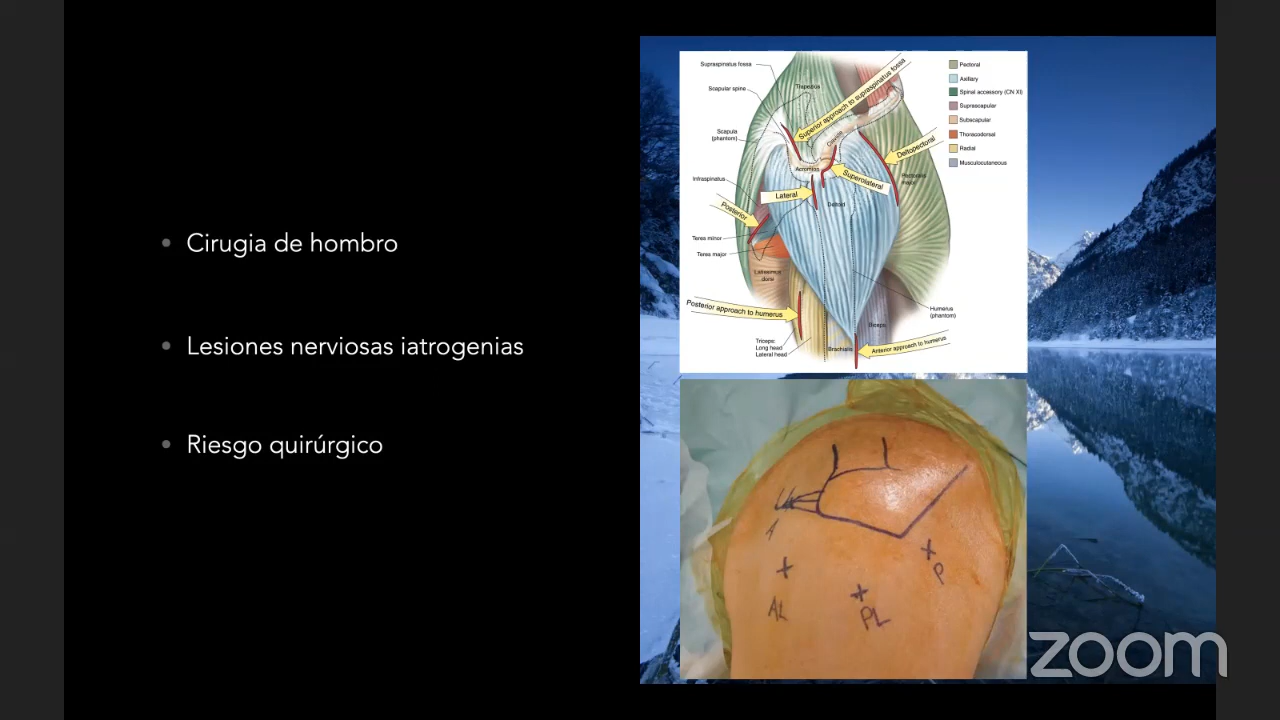 Cirugia de hombro
Lesiones nerviosas iatrogenias
Riesgo quirúrgico
Supraspinatus fossa
Scapular spine
Trapezius
Superior approach to supraspinatus fossa
Scapula
(phantom)
Clavicle
Deltopectoral
Acromion
Superolateral
Pectoralis
major
Infraspinatus
Lateral
Deltoid
Posterior
Teres minor
Teres major
Latissimus
dorsi
Posterior approach to humerus
Humerus
(phantom)
Biceps
Triceps:
Long head
Lateral head
Brachialis
Anterior approach to humerus
Pectoral
Axillary
Spinal accessory (CN XI)
Suprascapular
Subscapular
Thoracodorsal
Radial
Musculocutaneous
A
P
AL
PL
zoom